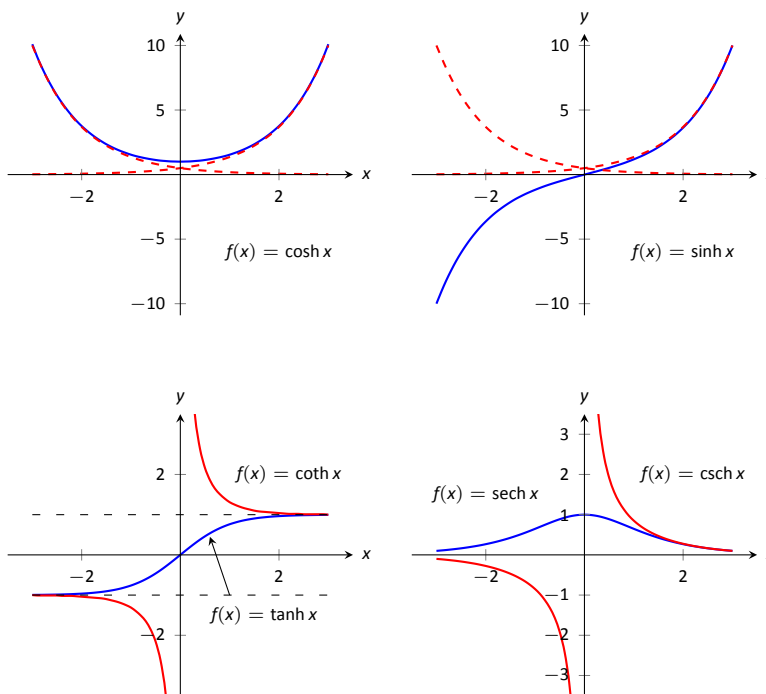 y
10
5
−2
2
x
−5
f(x) = cosh x
−10
y
10
5
−2
2
x
−5
f(x) = sinh x
−10
y
2
f(x) = coth x
−2
2
x
f(x) = tanh x
−2
y
3
2
f(x) = csch x
f(x) = sech x
1
−2
2
−1
−2
−3